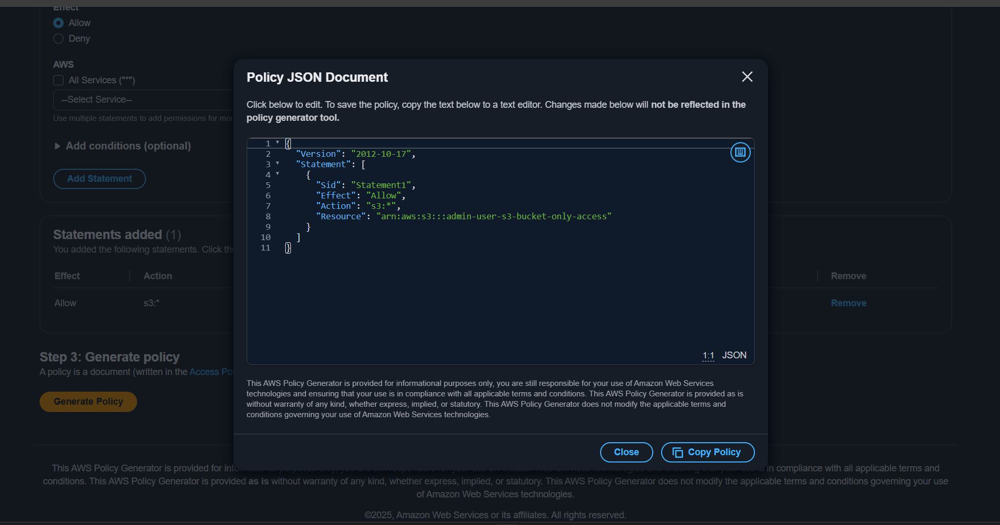 Effect
Allow
Deny
AWS
All Services ("*")
--Select Service--
Use multiple statements to add permissions for mor
Add conditions (optional)
Add Statement
Statements added (1)
You added the following statements. Click the
Effect
Action
Remove
Allow
s3:*
Remove
Step 3: Generate policy
A policy is a document (written in the Access Pol
Generate Policy
Policy JSON Document
Click below to edit. To save the policy, copy the text below to a text editor. Changes made below will not be reflected in the
policy generator tool.
1 {
2 "Version": "2012-10-17",
3 "Statement": [
4 {
5 "Sid": "Statement1",
6 "Effect": "Allow",
7 "Action": "s3:*",
8 "Resource": "arn:aws:s3:::admin-user-s3-bucket-only-access"
9 }
10 ]
11 }
1:1 JSON
This AWS Policy Generator is provided for informational purposes only, you are still responsible for your use of Amazon Web Services
technologies and ensuring that your use is in compliance with all applicable terms and conditions. This AWS Policy Generator is provided as is
without warranty of any kind, whether express, implied, or statutory. This AWS Policy Generator does not modify the applicable terms and
conditions governing your use of Amazon Web Services technologies.
Close
Copy Policy
This AWS Policy Generator is provided for in compliance with all applicable terms and
conditions. This AWS Policy Generator is provided as is without warranty of any kind, whether express, implied, or statutory. This AWS Policy Generator does not modify the applicable terms and conditions governing your use
of Amazon Web Services technologies.
©2025, Amazon Web Services or its affiliates. All rights reserved.